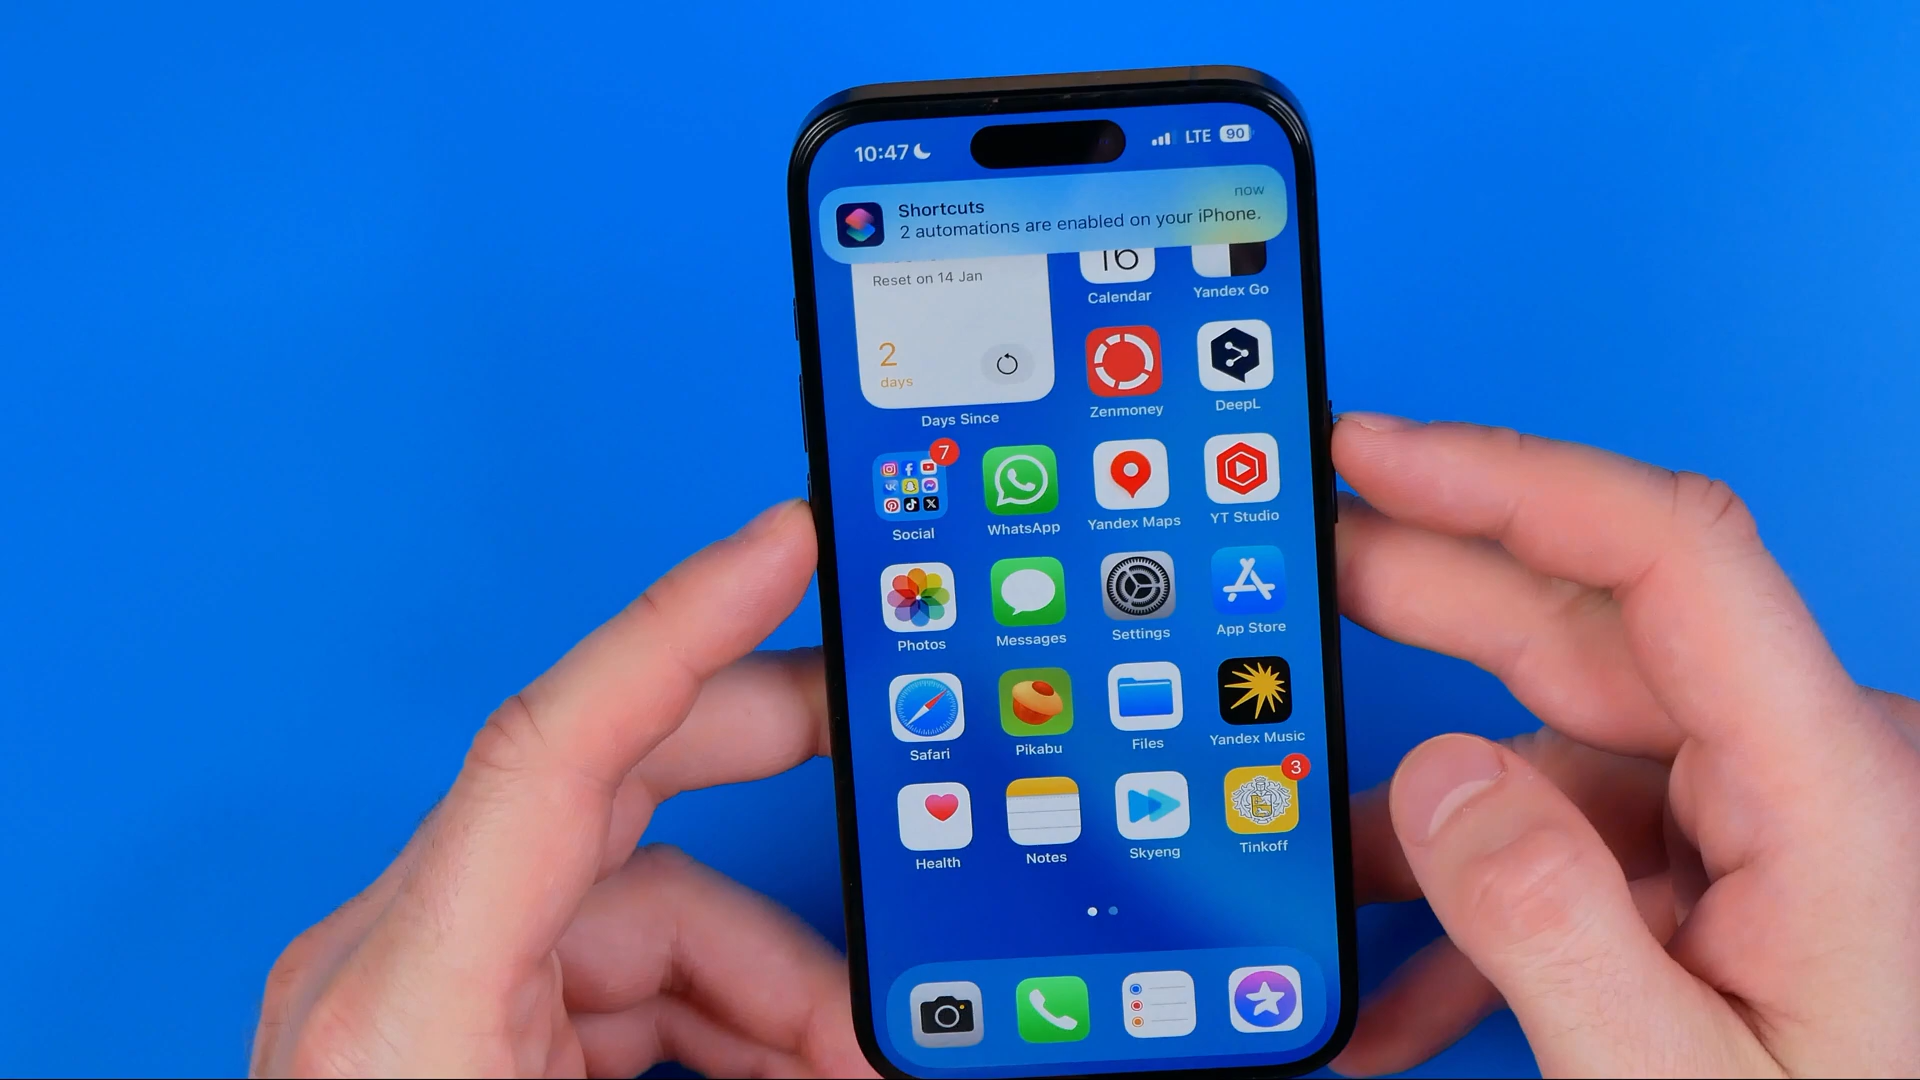 10:47
LTE 90
Shortcuts
now
2 automations are enabled on your iPhone.
Reset on 14 Jan
2
days
Days Since
16
Calendar
Yandex Go
Zenmoney
DeepL
7
Social
WhatsApp
Yandex Maps
YT Studio
Photos
Messages
Settings
App Store
Safari
Pikabu
Files
Yandex Music
Health
Notes
Skyeng
3
Tinkoff